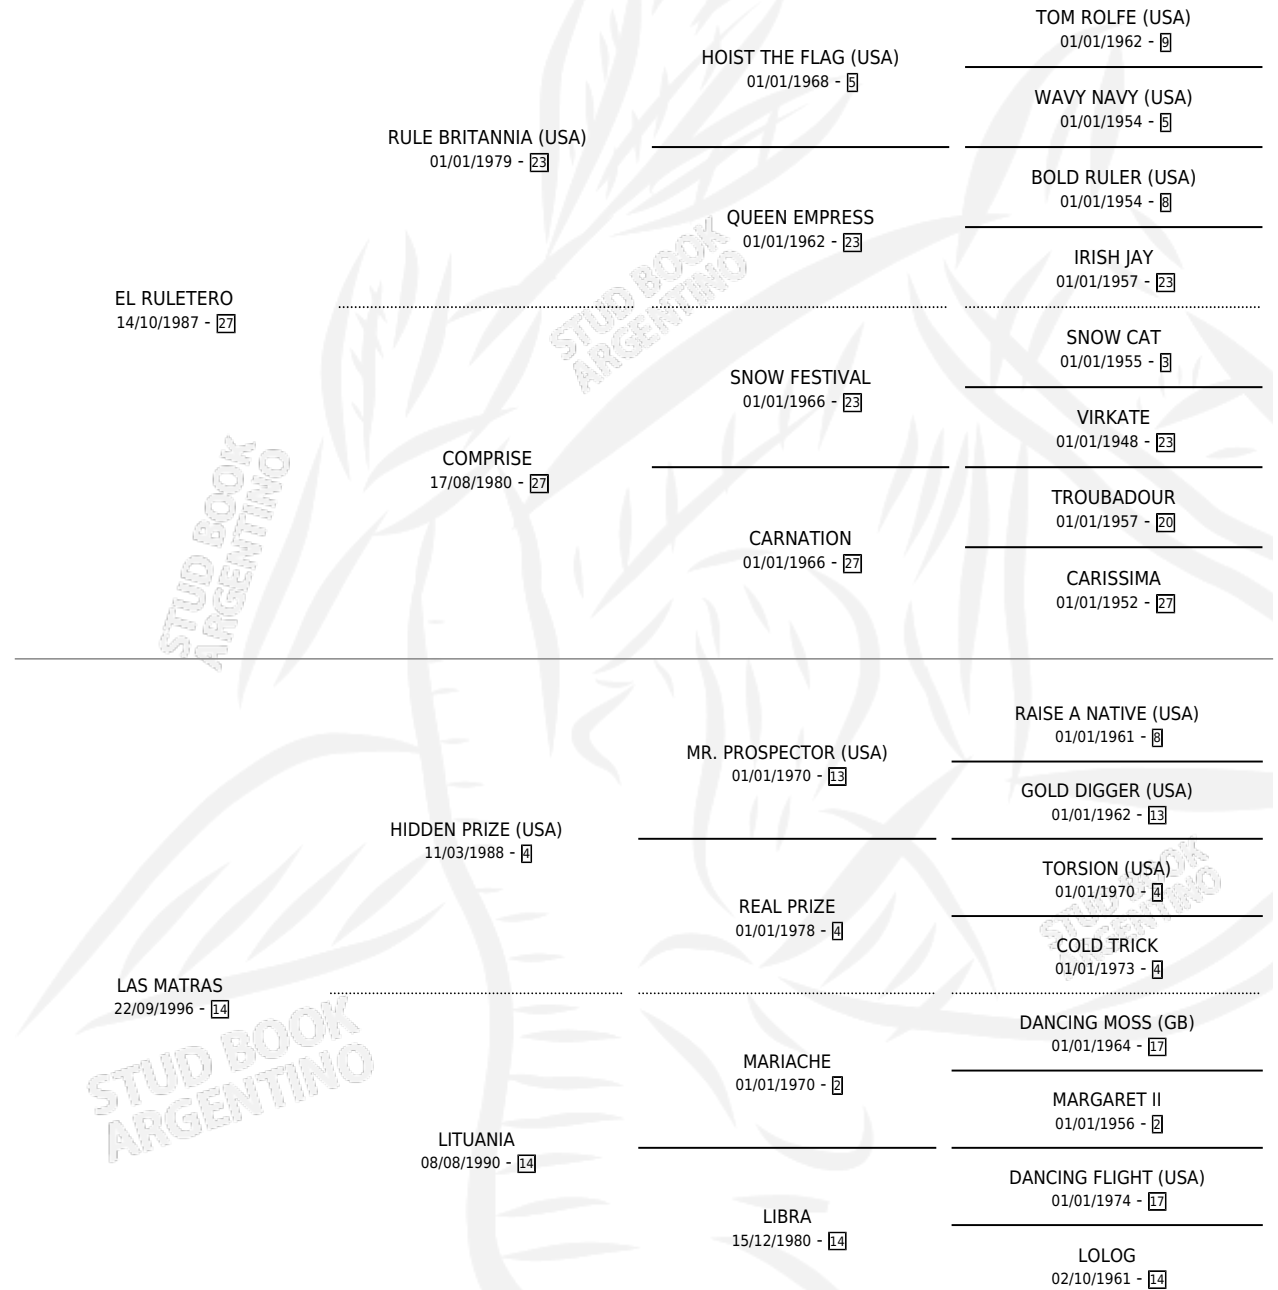 TOM ROLFE (USA)
01/01/1962 - 9
HOIST THE FLAG (USA)
01/01/1968 - 5
WAVY NAVY (USA)
01/01/1954 - 5
RULE BRITANNIA (USA)
01/01/1979 - 23
BOLD RULER (USA)
01/01/1954 - 8
QUEEN EMPRESS
01/01/1962 - 23
IRISH JAY
01/01/1957 - 23
EL RULETERO
14/10/1987 - 27
SNOW CAT
01/01/1955 - 3
SNOW FESTIVAL
01/01/1966 - 23
VIRKATE
01/01/1948 - 23
COMPRISE
17/08/1980 - 27
TROUBADOUR
01/01/1957 - 20
CARNATION
01/01/1966 - 27
CARISSIMA
01/01/1952 - 27
STUD BOOK
ARGENTINO
STUD BOOK
ARGENTINO
RAISE A NATIVE (USA)
01/01/1961 - 8
MR. PROSPECTOR (USA)
01/01/1970 - 13
GOLD DIGGER (USA)
01/01/1962 - 13
HIDDEN PRIZE (USA)
11/03/1988 - 4
TORSION (USA)
01/01/1970 - 4
REAL PRIZE
01/01/1978 - 4
COLD TRICK
01/01/1973 - 4
LAS MATRAS
22/09/1996 - 14
DANCING MOSS (GB)
01/01/1964 - 17
MARIACHE
01/01/1970 - 2
MARGARET II
01/01/1956 - 2
LITUANIA
08/08/1990 - 14
DANCING FLIGHT (USA)
01/01/1974 - 17
LIBRA
15/12/1980 - 14
LOLOG
02/10/1961 - 14
STUD BOOK
ARGENTINO
STUD BOOK
ARGENTINO